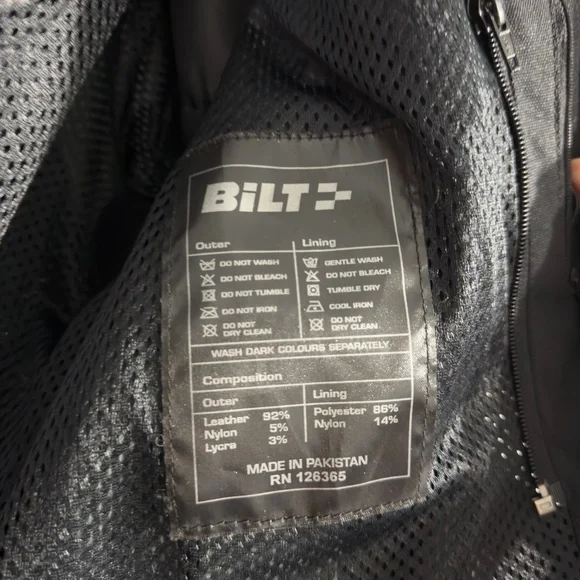 BiLT
Outer Lining
DO NOT WASH GENTLE WASH
DO NOT BLEACH DO NOT BLEACH
DO NOT TUMBLE TUMBLE DRY
DO NOT IRON COOL IRON
DO NOT DRY CLEAN DO NOT DRY CLEAN
WASH DARK COLOURS SEPARATELY
Composition
Outer Lining
Leather 92% Polyester 86%
Nylon 5% Nylon 14%
Lycra 3%
MADE IN PAKISTAN
RN 126365